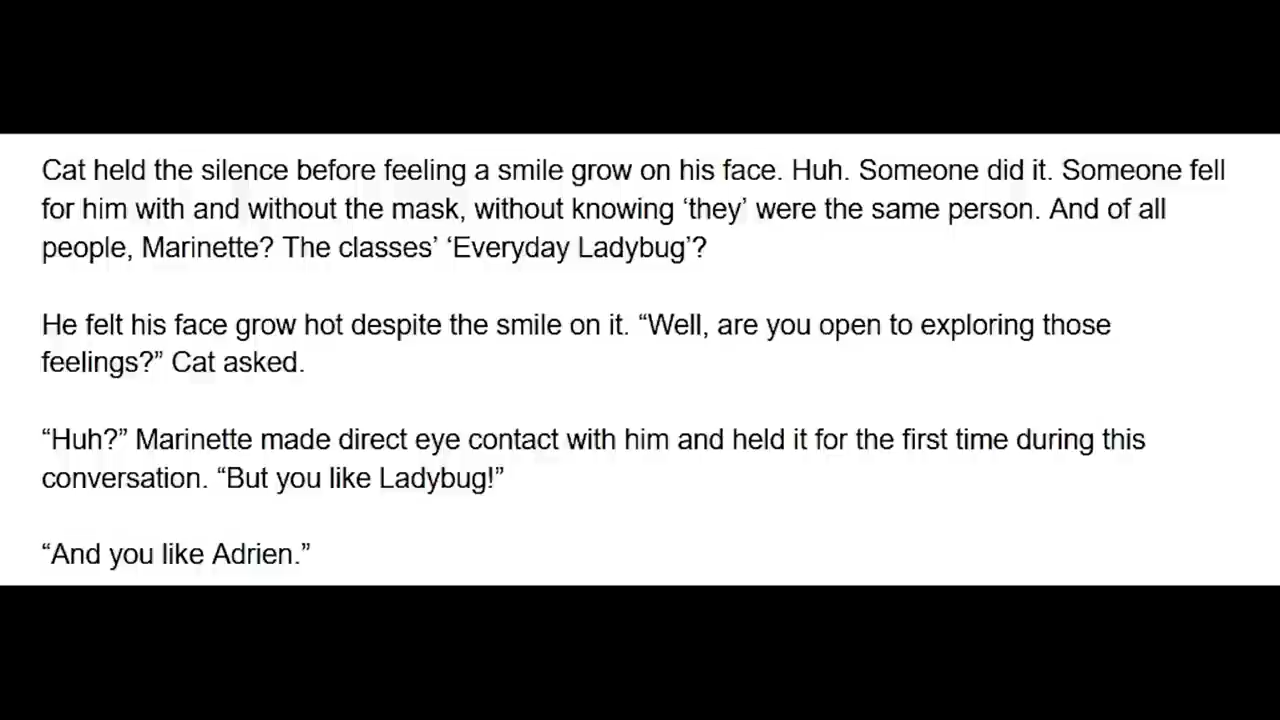 Cat held the silence before feeling a smile grow on his face. Huh. Someone did it. Someone fell
for him with and without the mask, without knowing ‘they’ were the same person. And of all
people, Marinette? The classes’ ‘Everyday Ladybug’?
He felt his face grow hot despite the smile on it. “Well, are you open to exploring those
feelings?” Cat asked.
“Huh?” Marinette made direct eye contact with him and held it for the first time during this
conversation. “But you like Ladybug!”
“And you like Adrien.”